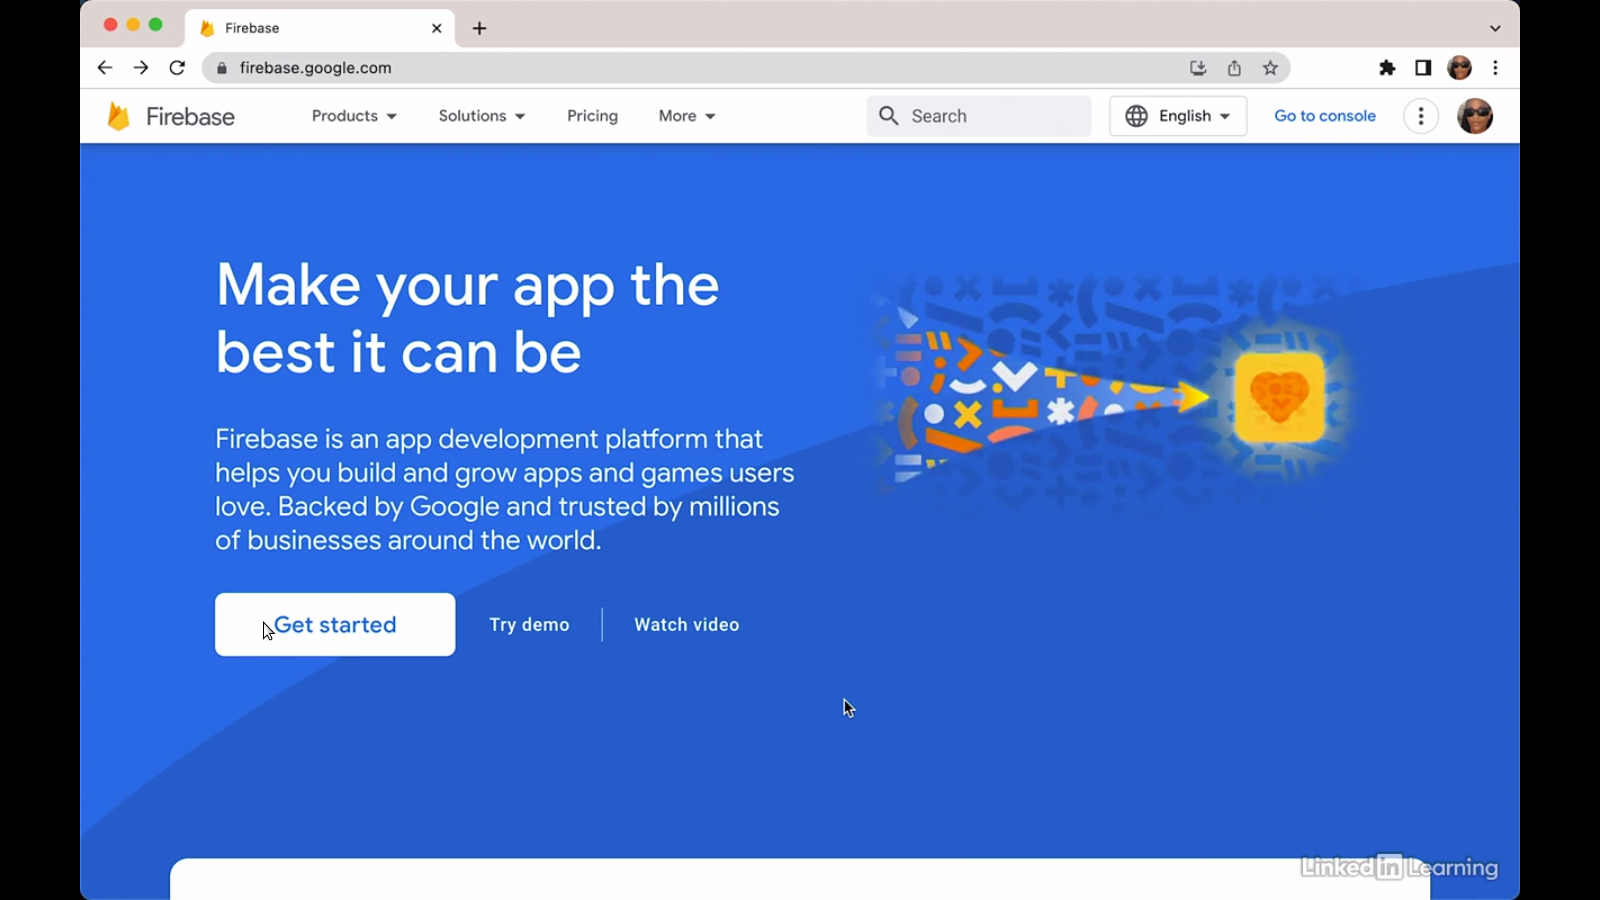 Firebase
firebase.google.com
Firebase
Products
Solutions
Pricing
More
Search
English
Go to console
Make your app the
best it can be
Firebase is an app development platform that
helps you build and grow apps and games users
love. Backed by Google and trusted by millions
of businesses around the world.
Get started
Try demo
Watch video
Linked in Learning